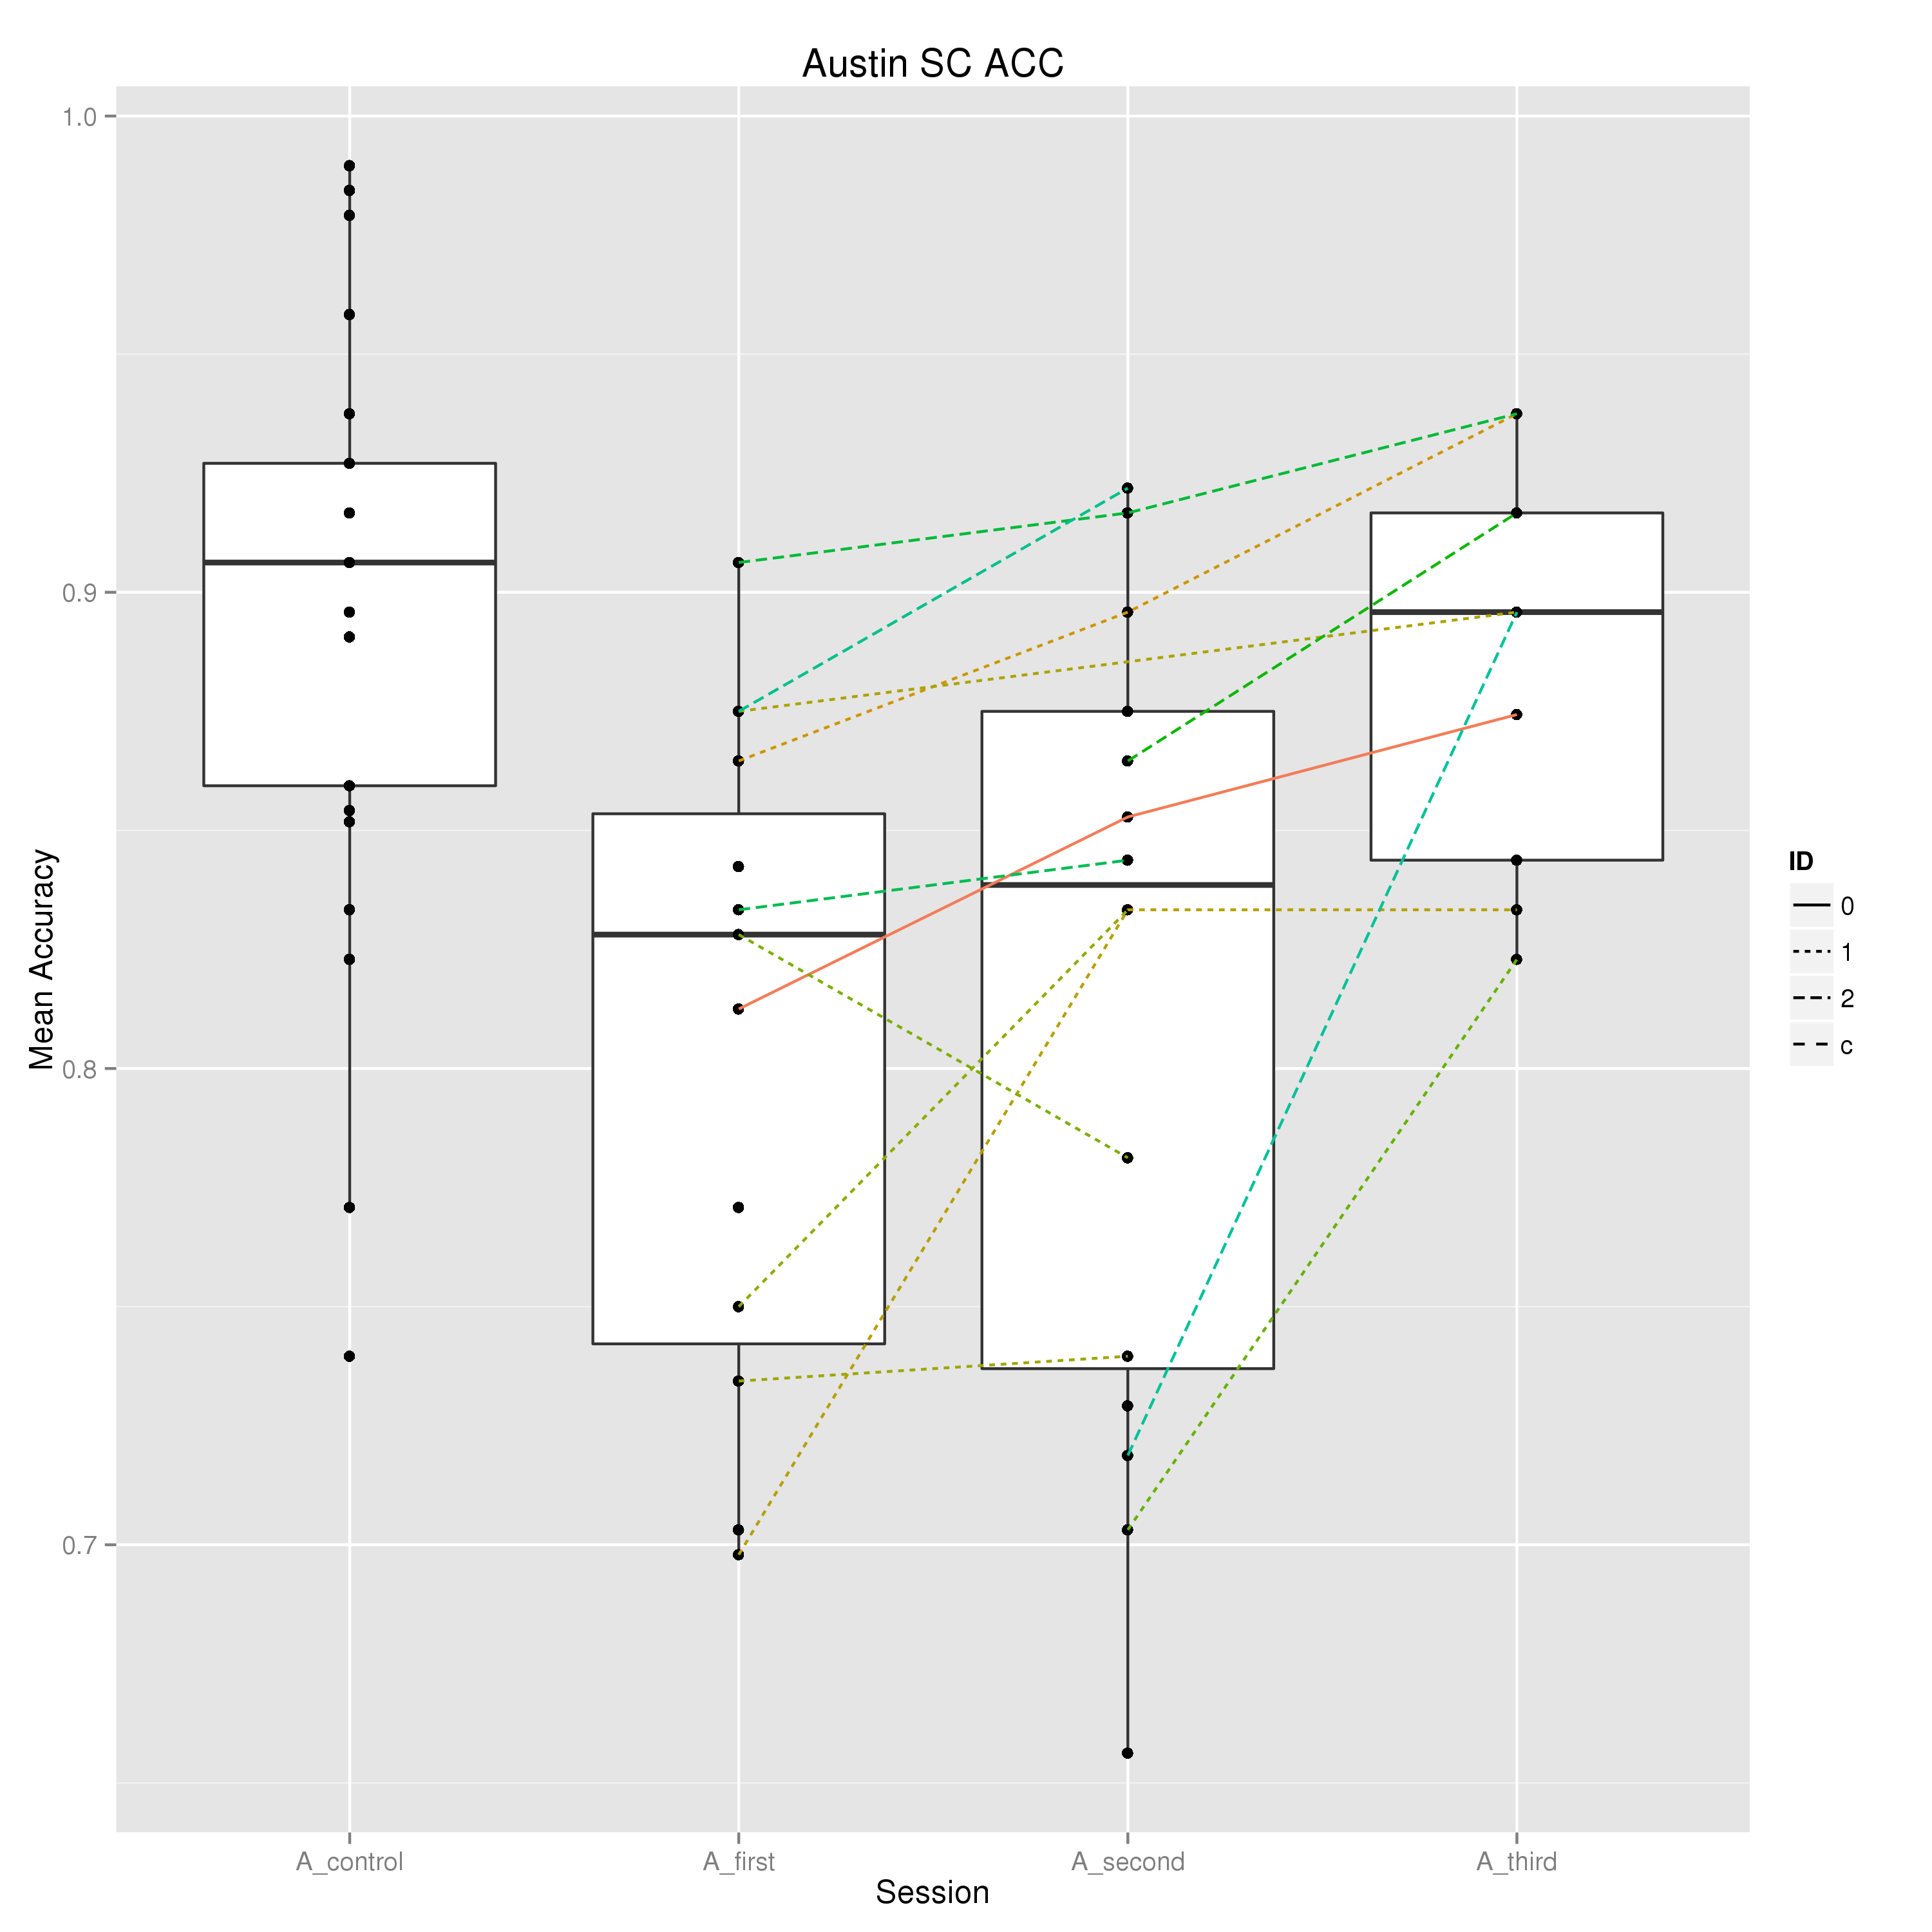 Austin SC ACC
1.0
0.9
0.8
0.7
Mean Accuracy
A_control
A_first
A_second
A_third
Session
ID
0
1
2
c